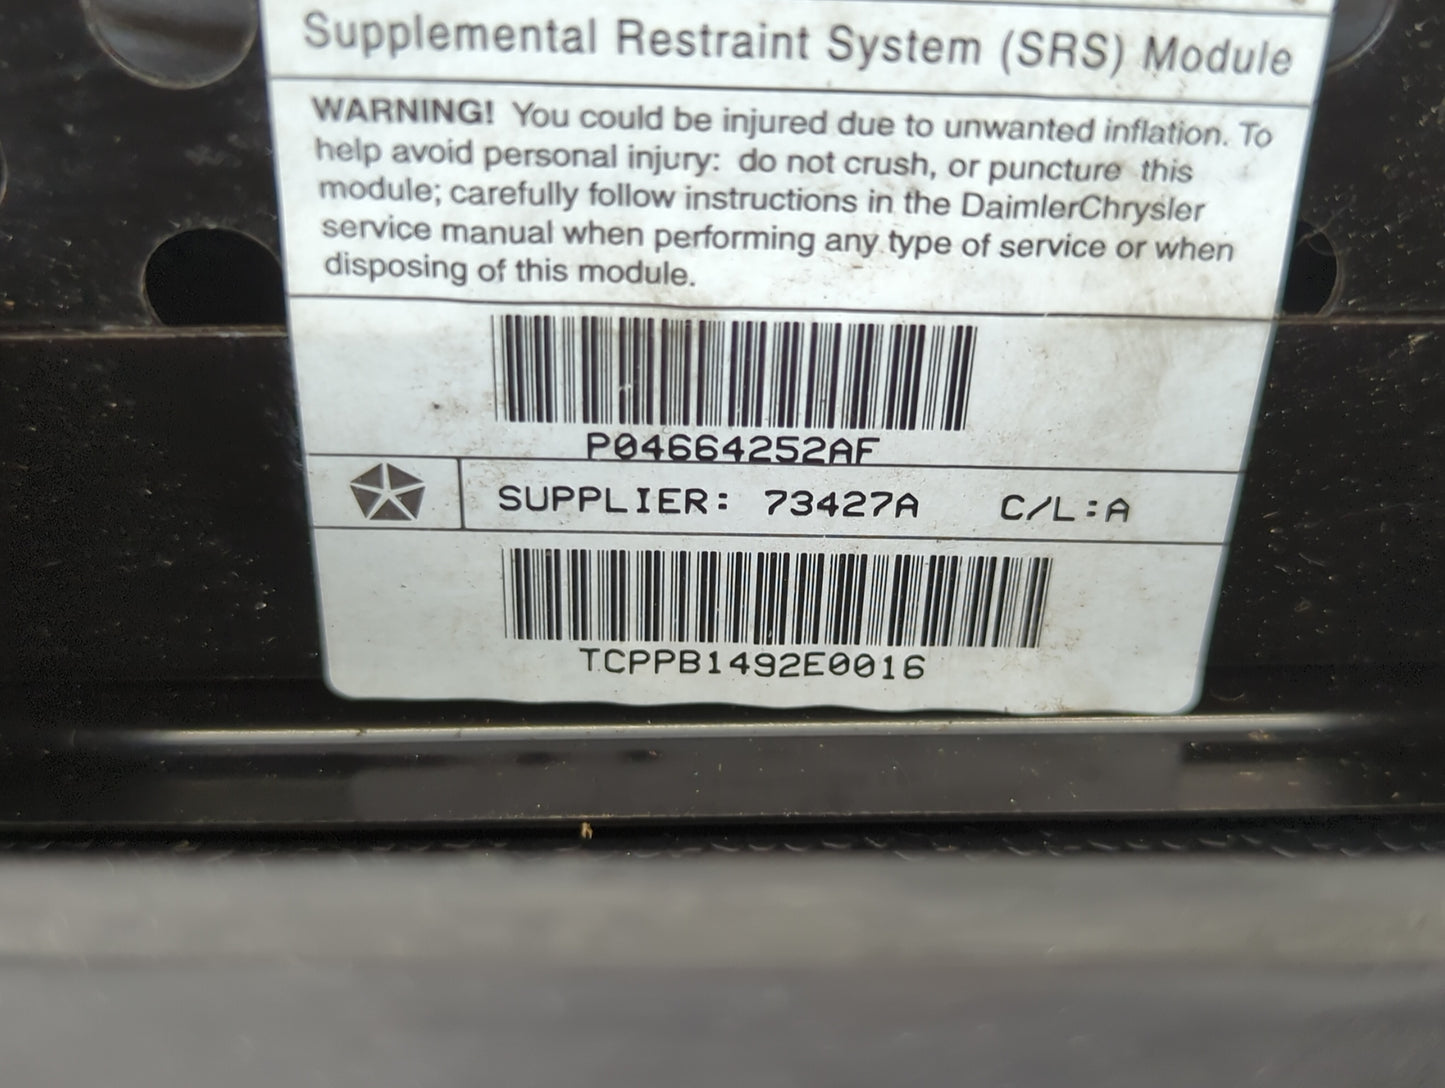 Supplemental Restraint System (SRS) Module
WARNING! You could be injured due to unwanted inflation. To
help avoid personal injury: do not crush, or puncture this
module; carefully follow instructions in the DaimlerChrysler
service manual when performing any type of service or when
disposing of this module.
P04664252AF
SUPPLIER: 73427A C/L:A
TCPPB1492E0016